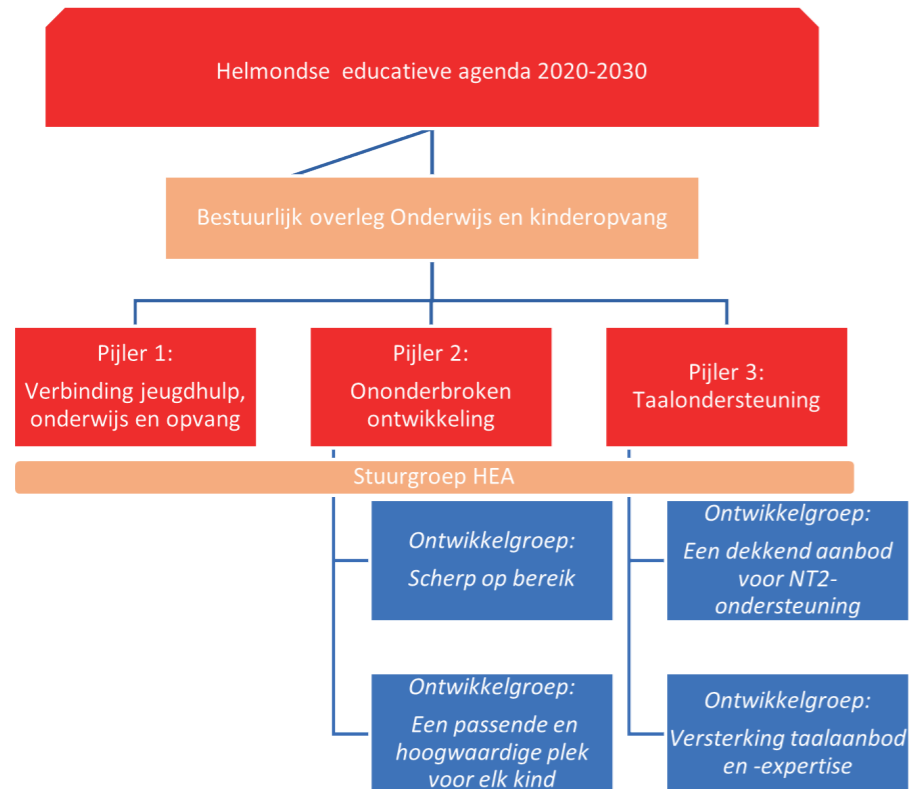 Helmondse educatieve agenda 2020-2030
Bestuurlijk overleg Onderwijs en kinderopvang
Pijler 1:
Verbinding jeugdhulp,
onderwijs en opvang
Pijler 2:
Ononderbroken
ontwikkeling
Pijler 3:
Taalondersteuning
Stuurgroep HEA
Ontwikkelgroep:
Scherp op bereik
Ontwikkelgroep:
Een passende en
hoogwaardige plek
voor elk kind
Ontwikkelgroep:
Een dekkend aanbod
voor NT2-
ondersteuning
Ontwikkelgroep:
Versterking taalaanbod
en -expertise